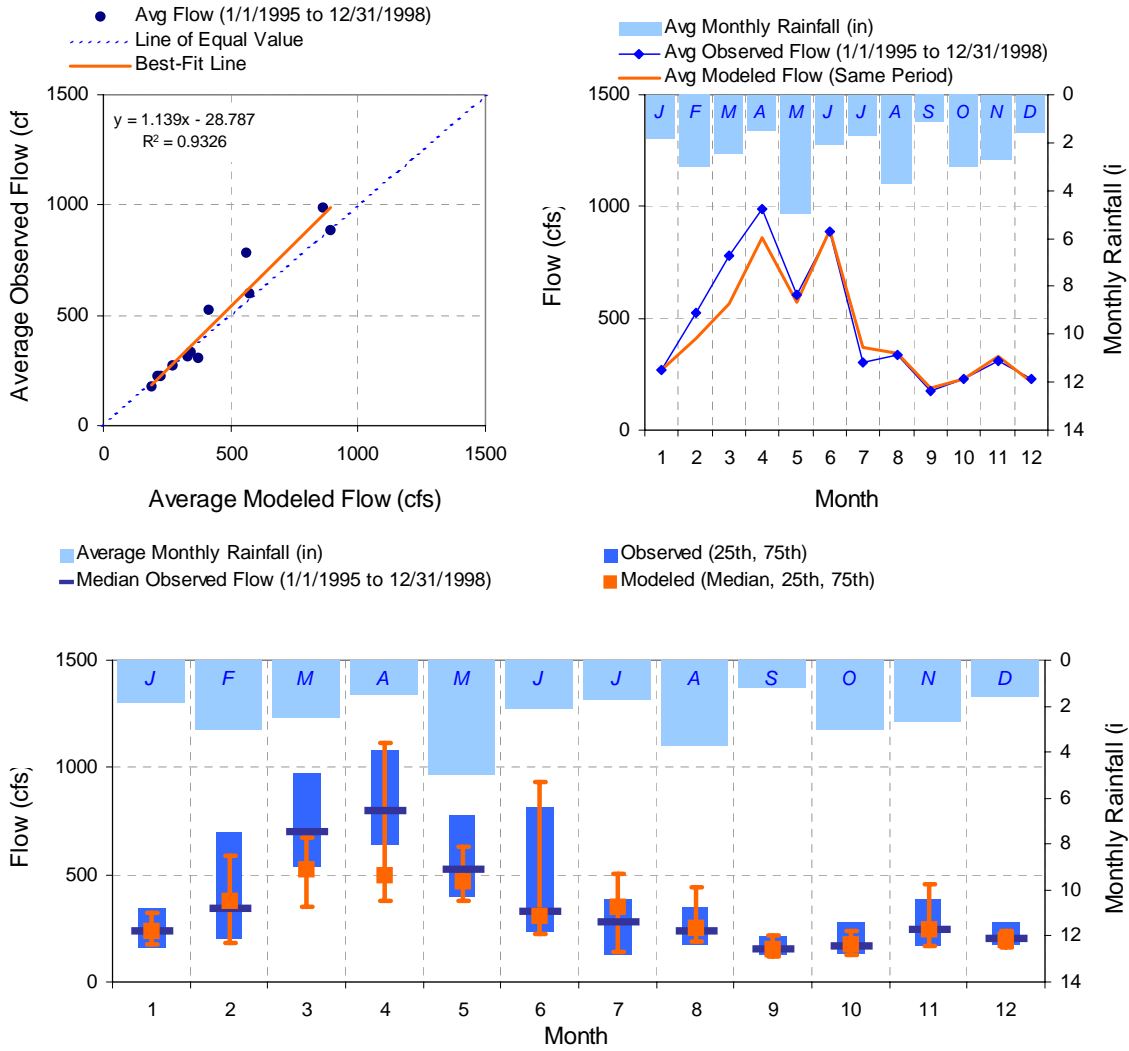 Avg Flow (1/1/1995 to 12/31/1998)
Line of Equal Value
Best-Fit Line
y = 1.139x - 28.787
R² = 0.9326
1500
1000
500
0
Average Observed Flow (cf
0 500 1000 1500
Average Modeled Flow (cfs)
Avg Monthly Rainfall (in)
Avg Observed Flow (1/1/1995 to 12/31/1998)
Avg Modeled Flow (Same Period)
J F M A M J J A S O N D
1500
1000
500
0
Flow (cfs)
0
2
4
6
8
10
12
14
Monthly Rainfall (i
1 2 3 4 5 6 7 8 9 10 11 12
Month
Average Monthly Rainfall (in)
Median Observed Flow (1/1/1995 to 12/31/1998)
Observed (25th, 75th)
Modeled (Median, 25th, 75th)
J F M A M J J A S O N D
1500
1000
500
0
Flow (cfs)
0
2
4
6
8
10
12
14
Monthly Rainfall (i
1 2 3 4 5 6 7 8 9 10 11 12
Month